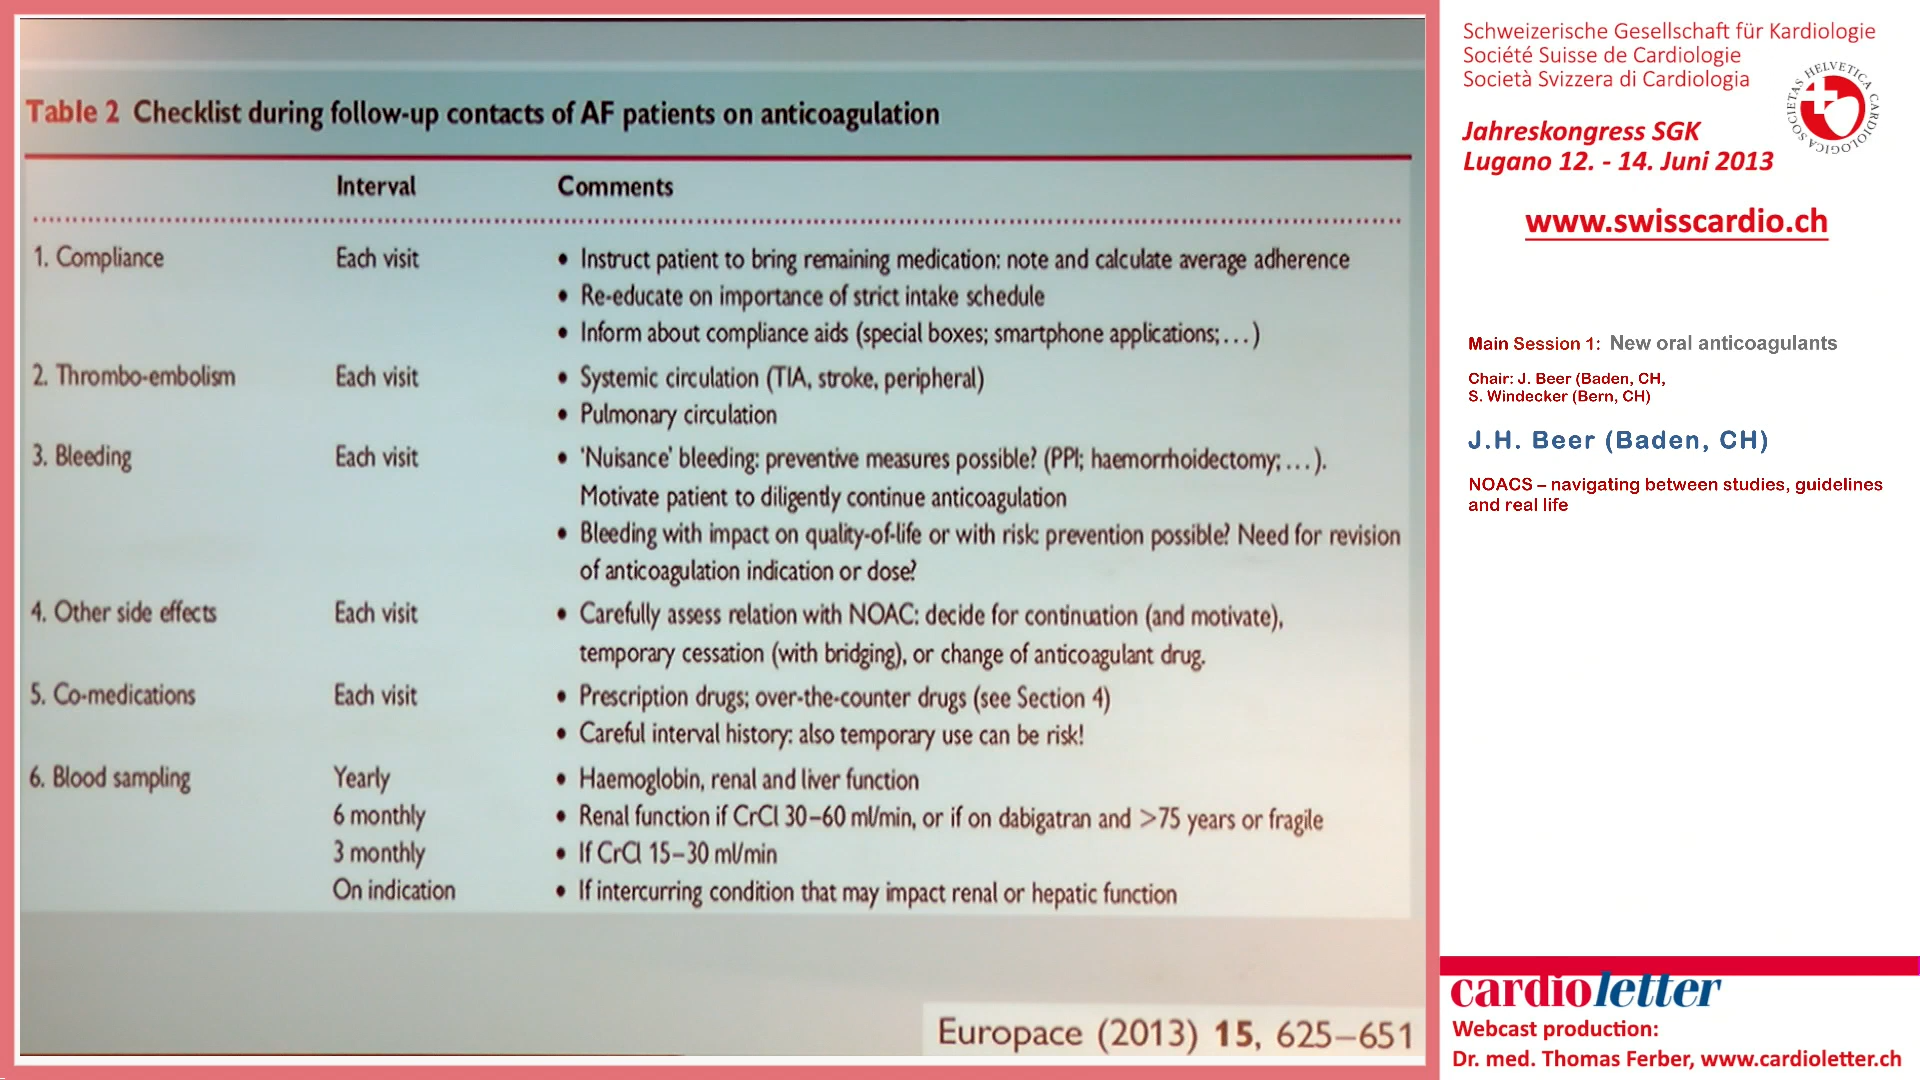 Table 2 Checklist during follow-up contacts of AF patients on anticoagulation
Interval Comments
1. Compliance Each visit • Instruct patient to bring remaining medication: note and calculate average adherence
• Re-educate on importance of strict intake schedule
• Inform about compliance aids (special boxes; smartphone applications;...)
2. Thrombo-embolism Each visit • Systemic circulation (TIA, stroke, peripheral)
• Pulmonary circulation
3. Bleeding Each visit • 'Nuisance' bleeding: preventive measures possible? (PPI; haemorrhoidectomy;...).
Motivate patient to diligently continue anticoagulation
• Bleeding with impact on quality-of-life or with risk: prevention possible? Need for revision
of anticoagulation indication or dose?
4. Other side effects Each visit • Carefully assess relation with NOAC: decide for continuation (and motivate),
temporary cessation (with bridging), or change of anticoagulant drug.
5. Co-medications Each visit • Prescription drugs; over-the-counter drugs (see Section 4)
• Careful interval history: also temporary use can be risk!
6. Blood sampling Yearly • Haemoglobin, renal and liver function
6 monthly • Renal function if CrCl 30–60 ml/min, or if on dabigatran and >75 years or fragile
3 monthly • If CrCl 15–30 ml/min
On indication • If intercurring condition that may impact renal or hepatic function
Europace (2013) 15, 625–651
Schweizerische Gesellschaft für Kardiologie
Société Suisse de Cardiologie
Società Svizzera di Cardiologia
SOCIETAS HELVETICA CARDIOLOGICA
Jahreskongress SGK
Lugano 12. - 14. Juni 2013
www.swisscardio.ch
Main Session 1: New oral anticoagulants
Chair: J. Beer (Baden, CH,
S. Windecker (Bern, CH)
J.H. Beer (Baden, CH)
NOACS – navigating between studies, guidelines
and real life
cardioletter
Webcast production:
Dr. med. Thomas Ferber, www.cardioletter.ch